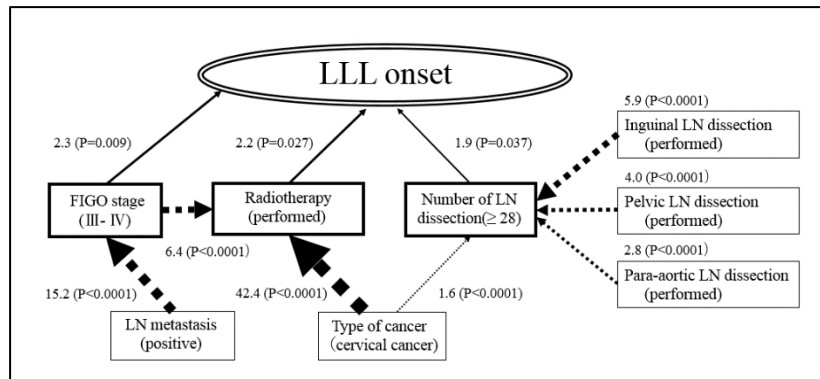 LLL onset
5.9 (P<0.0001)
Inguinal LN dissection
(performed)
2.3 (P=0.009)
2.2 (P=0.027)
1.9 (P=0.037)
4.0 (P<0.0001)
FIGO stage
(Ⅲ- Ⅳ)
Radiotherapy
(performed)
Number of LN
dissection(≥ 28)
Pelvic LN dissection
(performed)
6.4 (P<0.0001)
2.8 (P<0.0001)
Para-aortic LN dissection
(performed)
15.2 (P<0.0001)
42.4 (P<0.0001)
1.6 (P<0.0001)
LN metastasis
(positive)
Type of cancer
(cervical cancer)